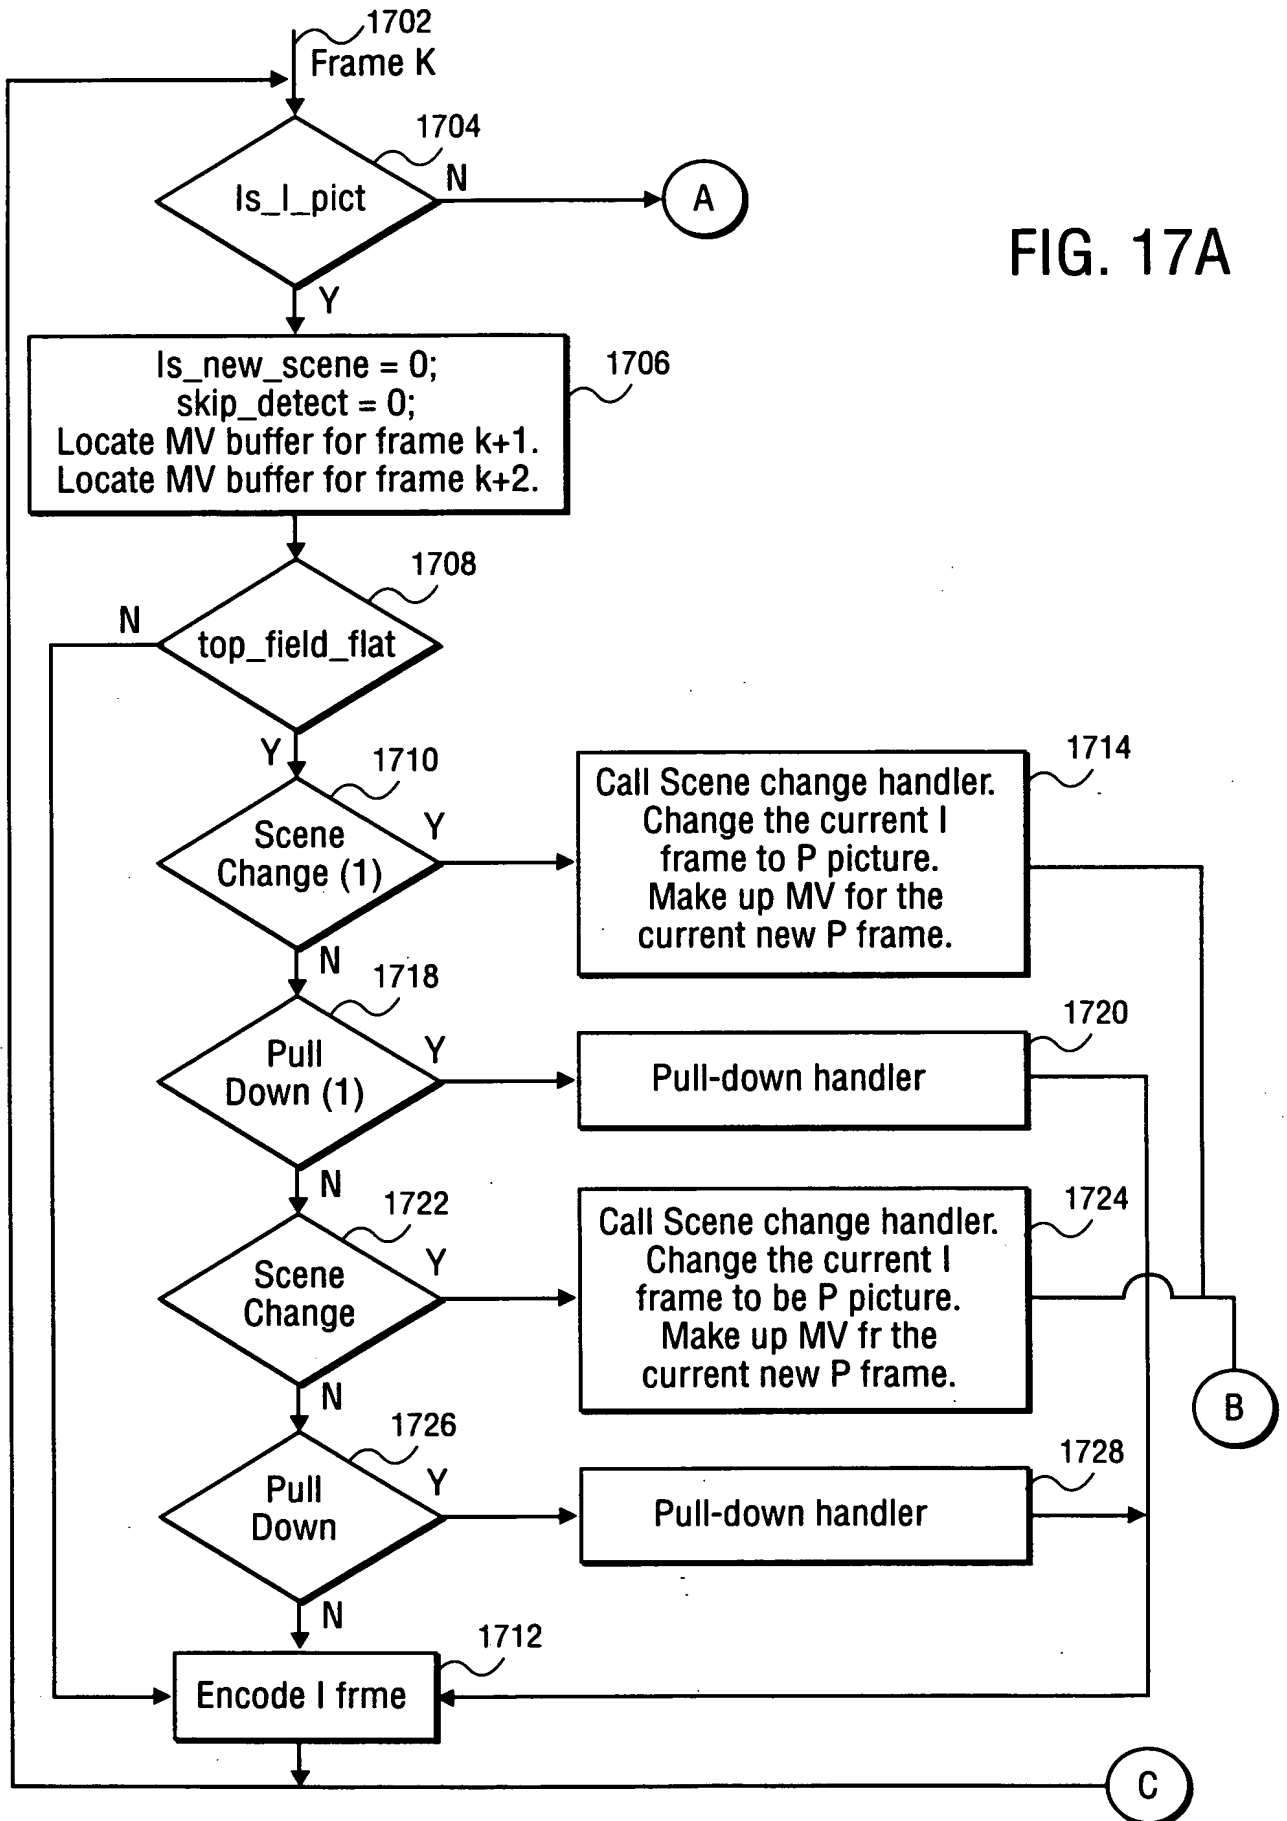 1702
Frame K
1704
Is_I_pict
N
A
FIG. 17A
Y
Is_new_scene = 0;
skip_detect = 0;
Locate MV buffer for frame k+1.
Locate MV buffer for frame k+2.
1706
1708
N
top_field_flat
Y
1710
Scene
Change (1)
Y
Call Scene change handler.
Change the current I
frame to P picture.
Make up MV for the
current new P frame.
1714
N
1718
Pull
Down (1)
Y
Pull-down handler
1720
N
1722
Scene
Change
Y
Call Scene change handler.
Change the current I
frame to be P picture.
Make up MV fr the
current new P frame.
1724
B
N
1726
Pull
Down
Y
Pull-down handler
1728
N
1712
Encode I frme
C